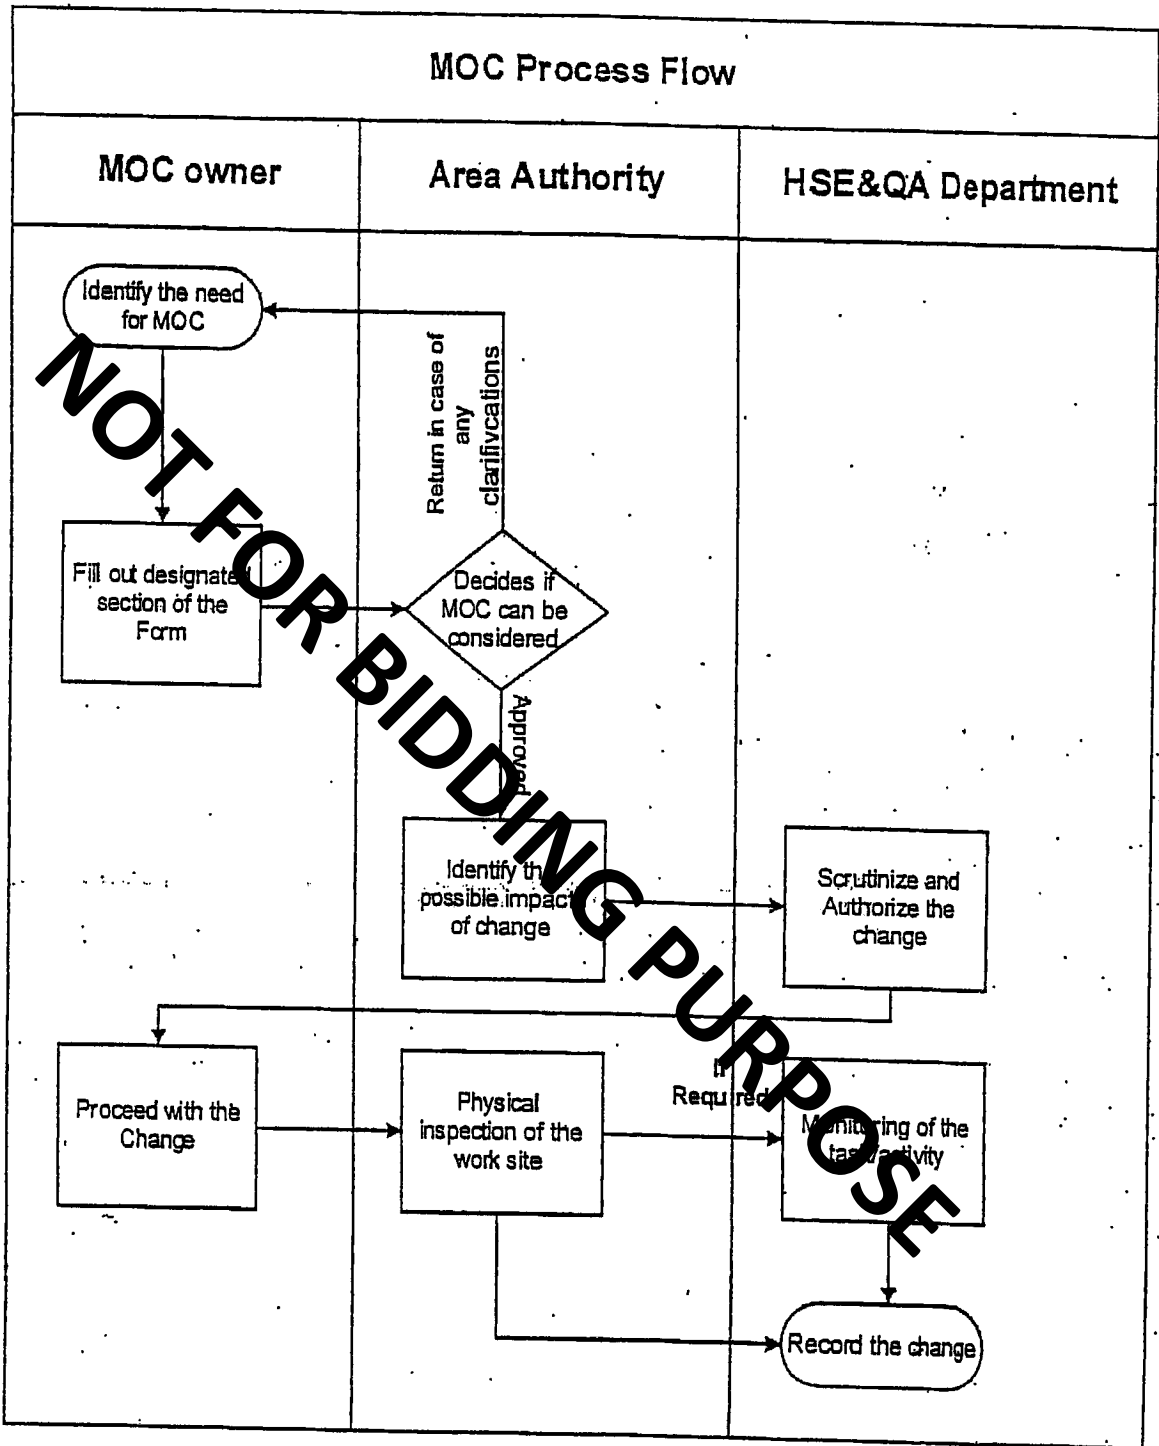 MOC Process Flow
MOC owner
Area Authority
HSE&QA Department
Identify the need
for MOC
Return in case of
any
clarifivcations
Fill out designated
section of the
Form
Decides if
MOC can be
considered
Approved
Identify the
possible impact
of change
Scrutinize and
Authorize the
change
Proceed with the
Change
Physical
inspection of the
work site
If
Required
Monitoring of the
task/activity
Record the change
NOT FOR BIDDING PURPOSE